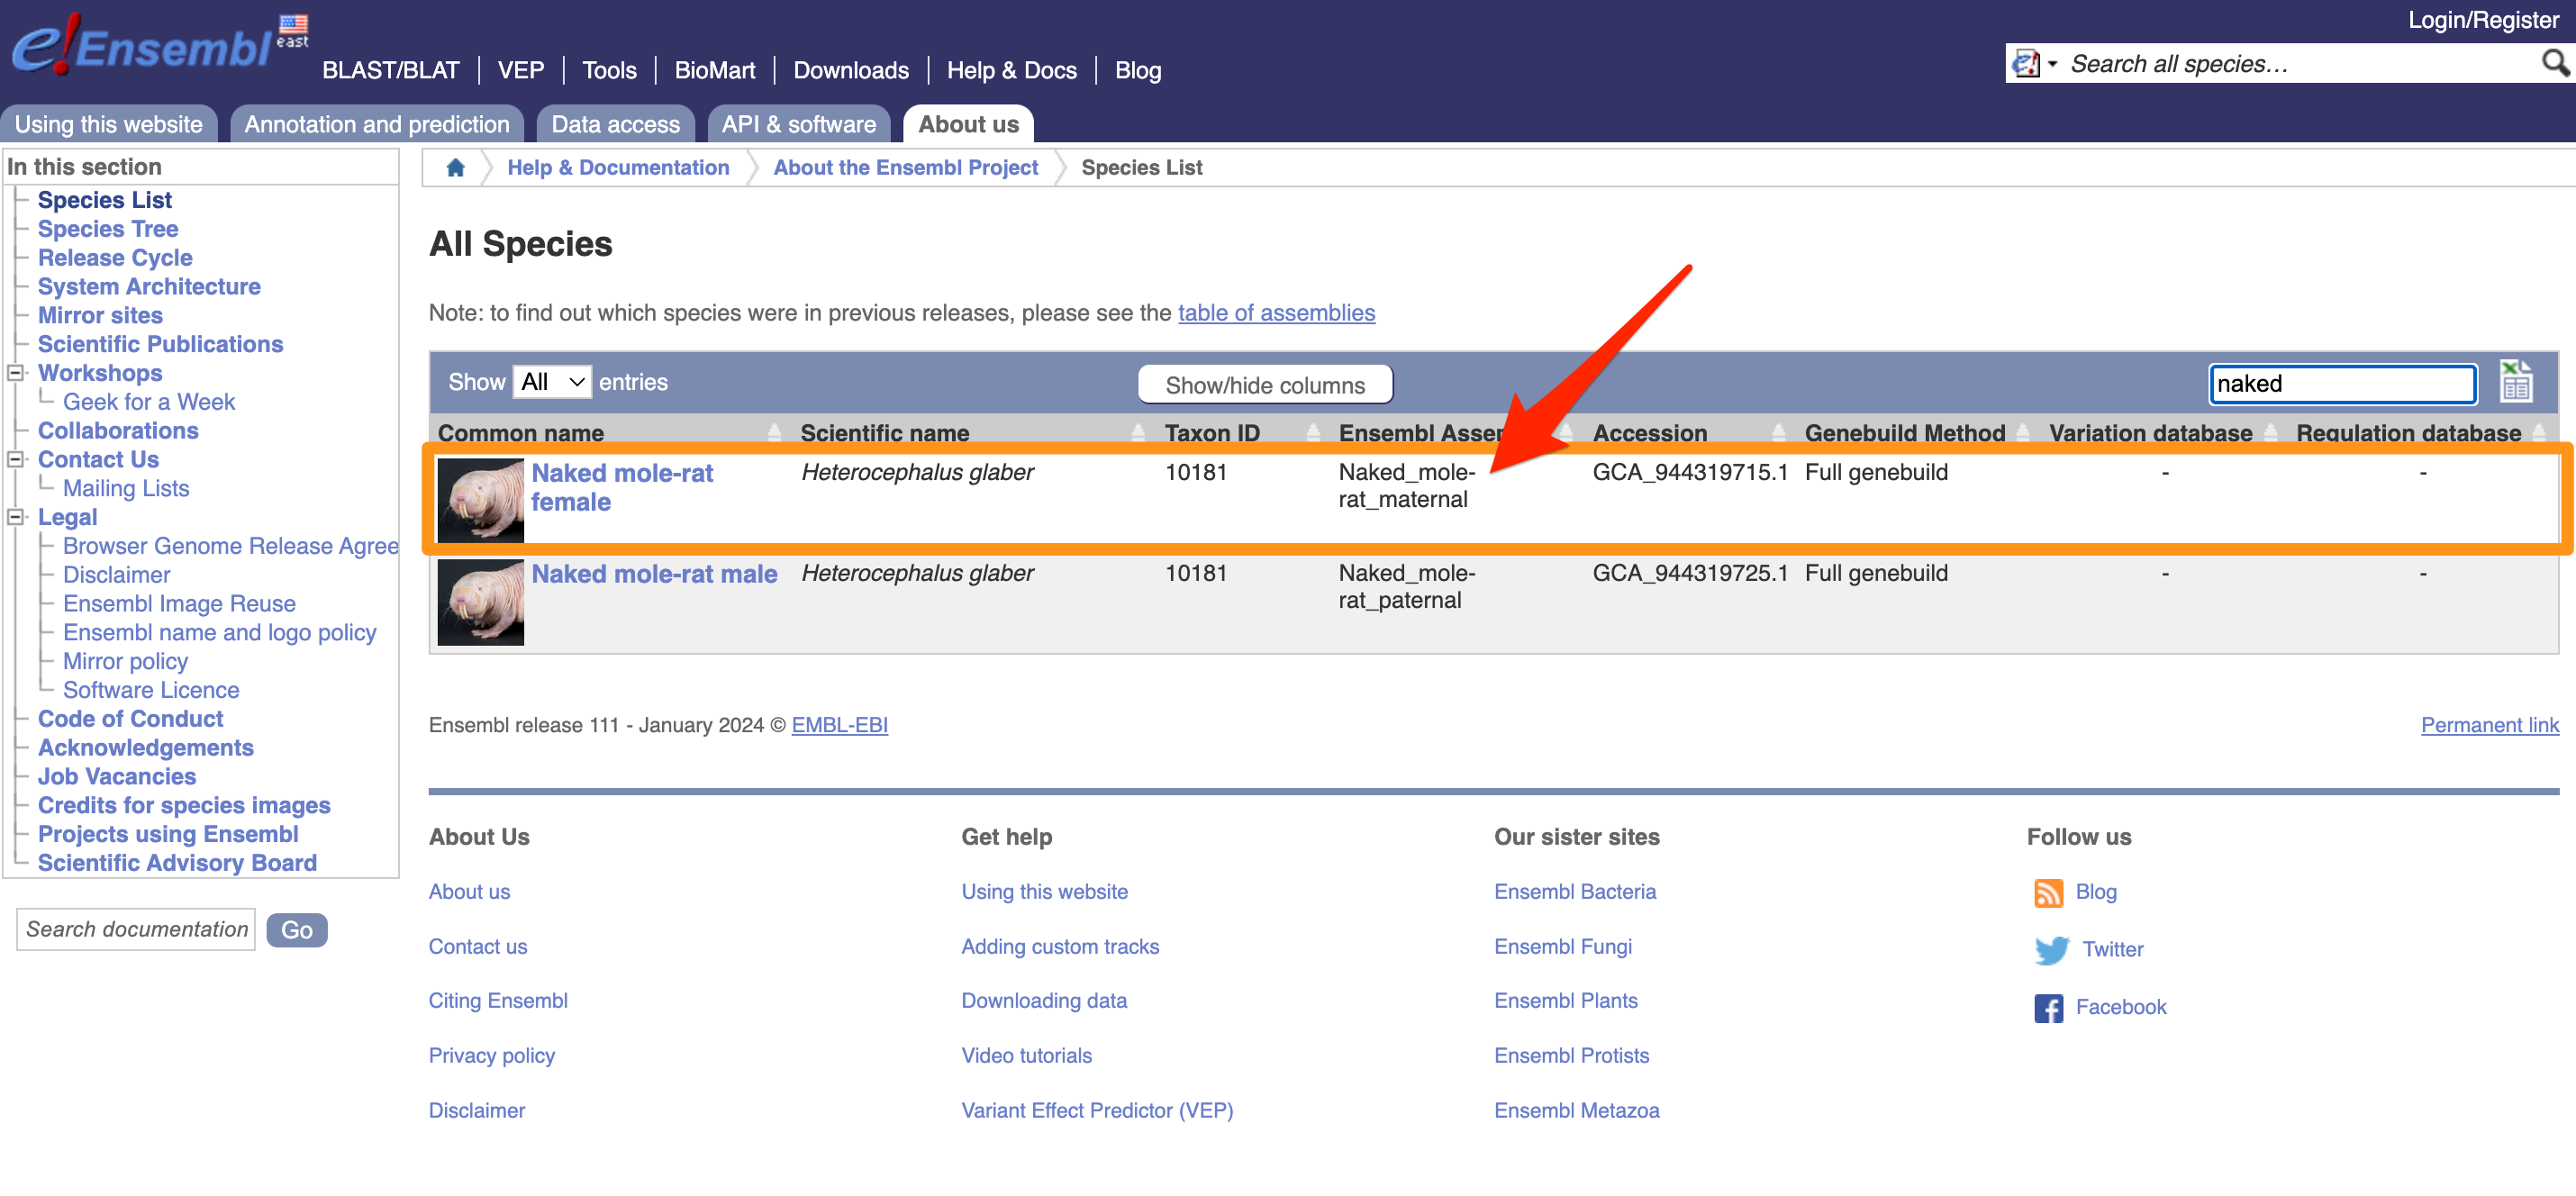 Login/Register
e!Ensembl east
BLAST/BLAT | VEP | Tools | BioMart | Downloads | Help & Docs | Blog
Search all species…
Using this website
Annotation and prediction
Data access
API & software
About us
In this section
Species List
Species Tree
Release Cycle
System Architecture
Mirror sites
Scientific Publications
Workshops
Geek for a Week
Collaborations
Contact Us
Mailing Lists
Legal
Browser Genome Release Agree
Disclaimer
Ensembl Image Reuse
Ensembl name and logo policy
Mirror policy
Software Licence
Code of Conduct
Acknowledgements
Job Vacancies
Credits for species images
Projects using Ensembl
Scientific Advisory Board
Search documentation
Go
Help & Documentation
About the Ensembl Project
Species List
All Species
Note: to find out which species were in previous releases, please see the table of assemblies
Show All entries
Show/hide columns
naked
Common name Scientific name Taxon ID Ensembl Assem Accession Genebuild Method Variation database Regulation database
Naked mole-rat Heterocephalus glaber 10181 Naked_mole- GCA_944319715.1 Full genebuild - -
female rat_maternal
Naked mole-rat male Heterocephalus glaber 10181 Naked_mole- GCA_944319725.1 Full genebuild - -
rat_paternal
Ensembl release 111 - January 2024 © EMBL-EBI
Permanent link
About Us
About us
Contact us
Citing Ensembl
Privacy policy
Disclaimer
Get help
Using this website
Adding custom tracks
Downloading data
Video tutorials
Variant Effect Predictor (VEP)
Our sister sites
Ensembl Bacteria
Ensembl Fungi
Ensembl Plants
Ensembl Protists
Ensembl Metazoa
Follow us
Blog
Twitter
Facebook